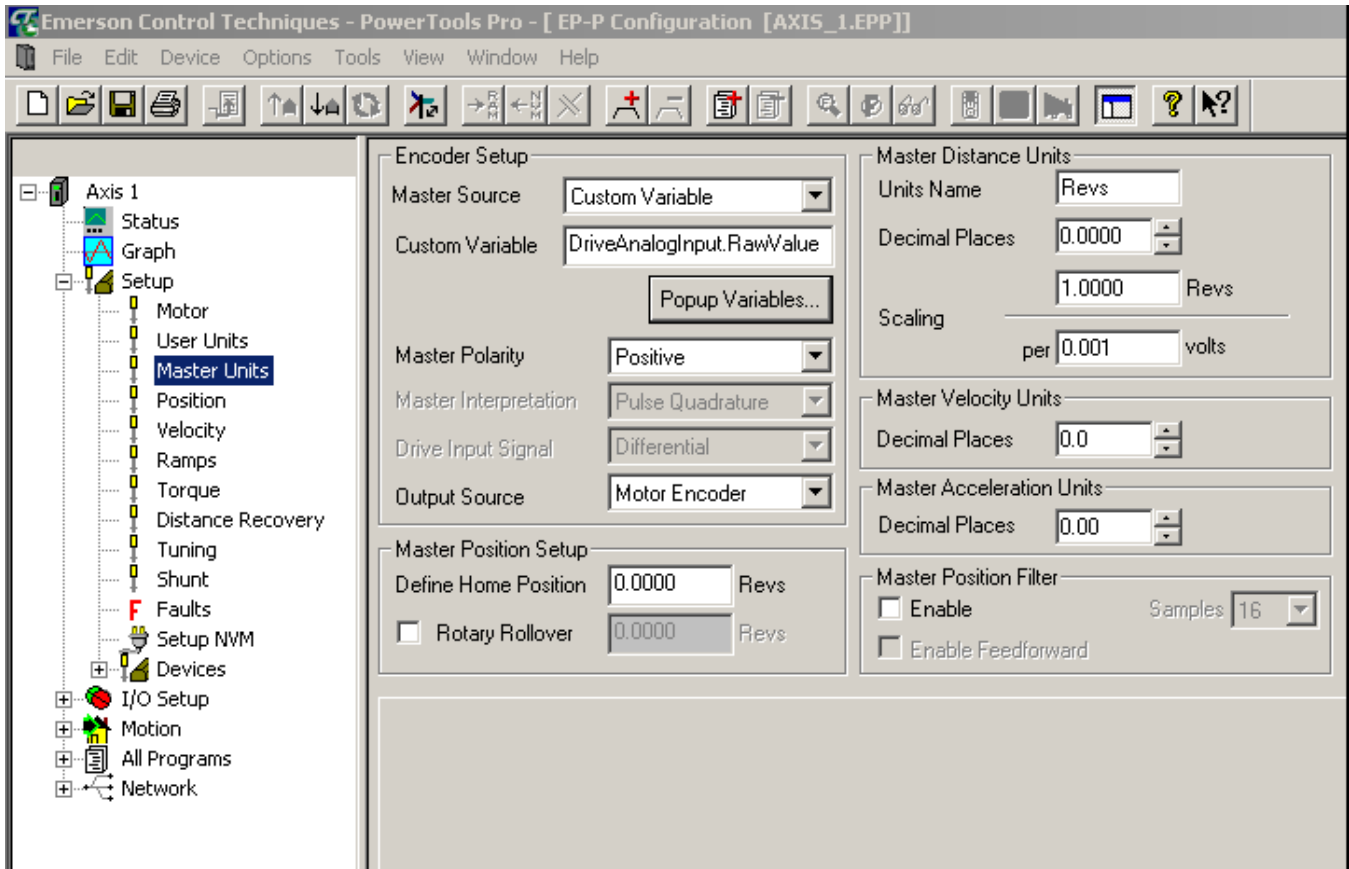 Emerson Control Techniques - PowerTools Pro - [ EP-P Configuration [AXIS_1.EPP]]
File Edit Device Options Tools View Window Help
Axis 1
Status
Graph
Setup
Motor
User Units
Master Units
Position
Velocity
Ramps
Torque
Distance Recovery
Tuning
Shunt
F Faults
Setup NVM
Devices
I/O Setup
Motion
All Programs
Network
Encoder Setup
Master Source Custom Variable
Custom Variable DriveAnalogInput.RawValue
Popup Variables...
Master Polarity Positive
Master Interpretation Pulse Quadrature
Drive Input Signal Differential
Output Source Motor Encoder
Master Position Setup
Define Home Position 0.0000 Revs
Rotary Rollover 0.0000 Revs
Master Distance Units
Units Name Revs
Decimal Places 0.0000
1.0000 Revs
Scaling
per 0.001 volts
Master Velocity Units
Decimal Places 0.0
Master Acceleration Units
Decimal Places 0.00
Master Position Filter
Enable Samples 16
Enable Feedforward